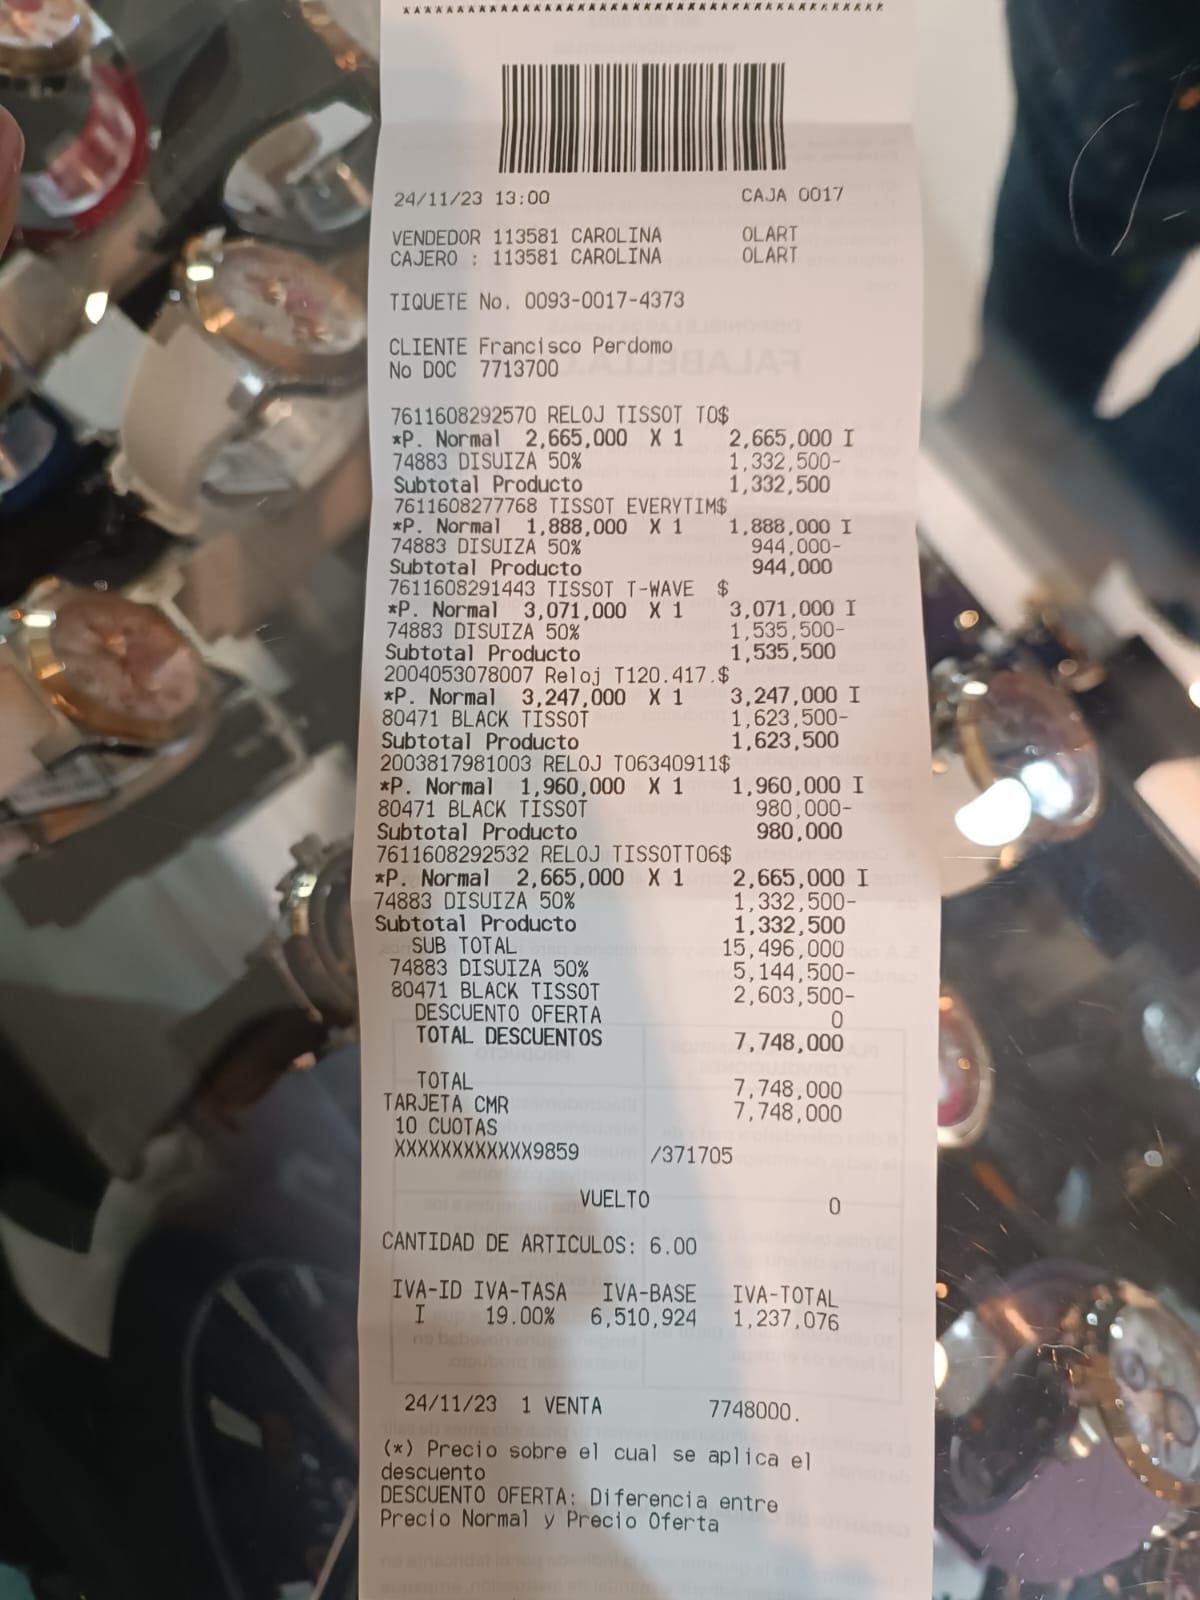 24/11/23 13:00 CAJA 0017
VENDEDOR 113581 CAROLINA OLART
CAJERO : 113581 CAROLINA OLART
TIQUETE No. 0093-0017-4373
CLIENTE Francisco Perdomo
No DOC 7713700
7611608292570 RELOJ TISSOT TO$
*P. Normal 2,665,000 X 1 2,665,000 I
74883 DISUIZA 50% 1,332,500-
Subtotal Producto 1,332,500
7611608277768 TISSOT EVERYTIM$
*P. Normal 1,888,000 X 1 1,888,000 I
74883 DISUIZA 50% 944,000-
Subtotal Producto 944,000
7611608291443 TISSOT T-WAVE $
*P. Normal 3,071,000 X 1 3,071,000 I
74883 DISUIZA 50% 1,535,500-
Subtotal Producto 1,535,500
2004053078007 Reloj T120.417.$
*P. Normal 3,247,000 X 1 3,247,000 I
80471 BLACK TISSOT 1,623,500-
Subtotal Producto 1,623,500
2003817981003 RELOJ T06340911$
*P. Normal 1,960,000 X 1 1,960,000 I
80471 BLACK TISSOT 980,000-
Subtotal Producto 980,000
7611608292532 RELOJ TISSOTT06$
*P. Normal 2,665,000 X 1 2,665,000 I
74883 DISUIZA 50% 1,332,500-
Subtotal Producto 1,332,500
SUB TOTAL 15,496,000
74883 DISUIZA 50% 5,144,500-
80471 BLACK TISSOT 2,603,500-
DESCUENTO OFERTA 0
TOTAL DESCUENTOS 7,748,000
TOTAL 7,748,000
TARJETA CMR 7,748,000
10 CUOTAS
XXXXXXXXXXXX9859 /371705
VUELTO 0
CANTIDAD DE ARTICULOS: 6.00
IVA-ID IVA-TASA IVA-BASE IVA-TOTAL
I 19.00% 6,510,924 1,237,076
24/11/23 1 VENTA 7748000.
(*) Precio sobre el cual se aplica el
descuento
DESCUENTO OFERTA: Diferencia entre
Precio Normal y Precio Oferta